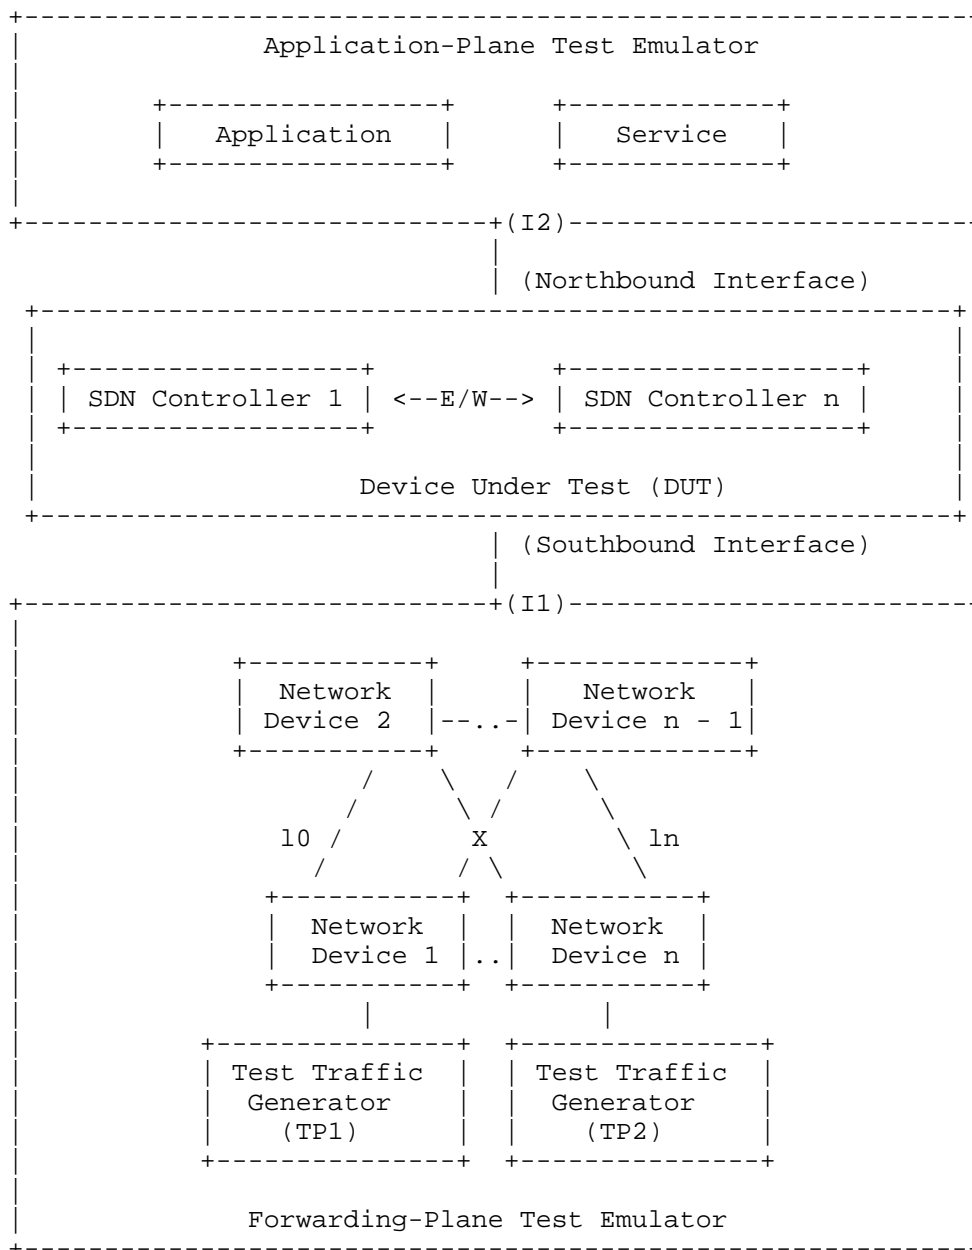 Application-Plane Test Emulator
Application Service
(I2)
(Northbound Interface)
SDN Controller 1 <--E/W--> SDN Controller n
Device Under Test (DUT)
(Southbound Interface)
(I1)
Network Network
Device 2 --..- Device n - 1
l0 X ln
Network Network
Device 1 .. Device n
Test Traffic Test Traffic
Generator Generator
(TP1) (TP2)
Forwarding-Plane Test Emulator